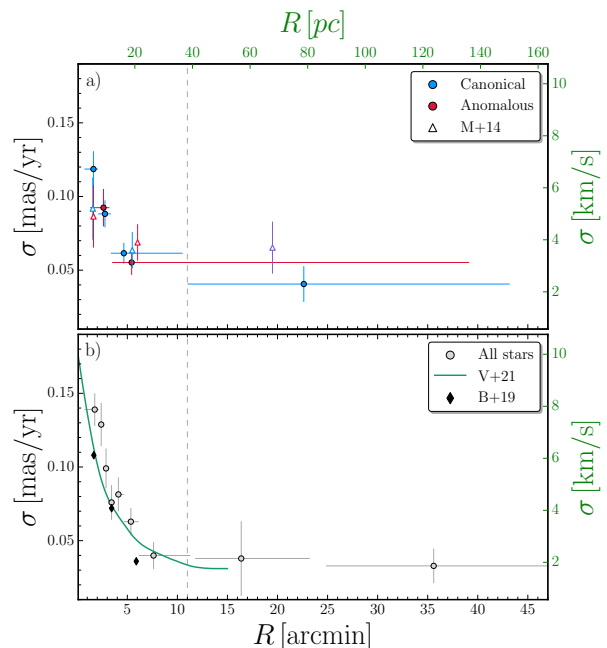 R [pc]
20 40 60 80 100 120 140 160
a)
Canonical
Anomalous
M+14
0.15
0.10
0.05
σ [mas/yr]
10
8
6
4
2
σ [km/s]
b)
All stars
V+21
B+19
0.15
0.10
0.05
σ [mas/yr]
10
8
6
4
2
σ [km/s]
5 10 15 20 25 30 35 40 45
R [arcmin]